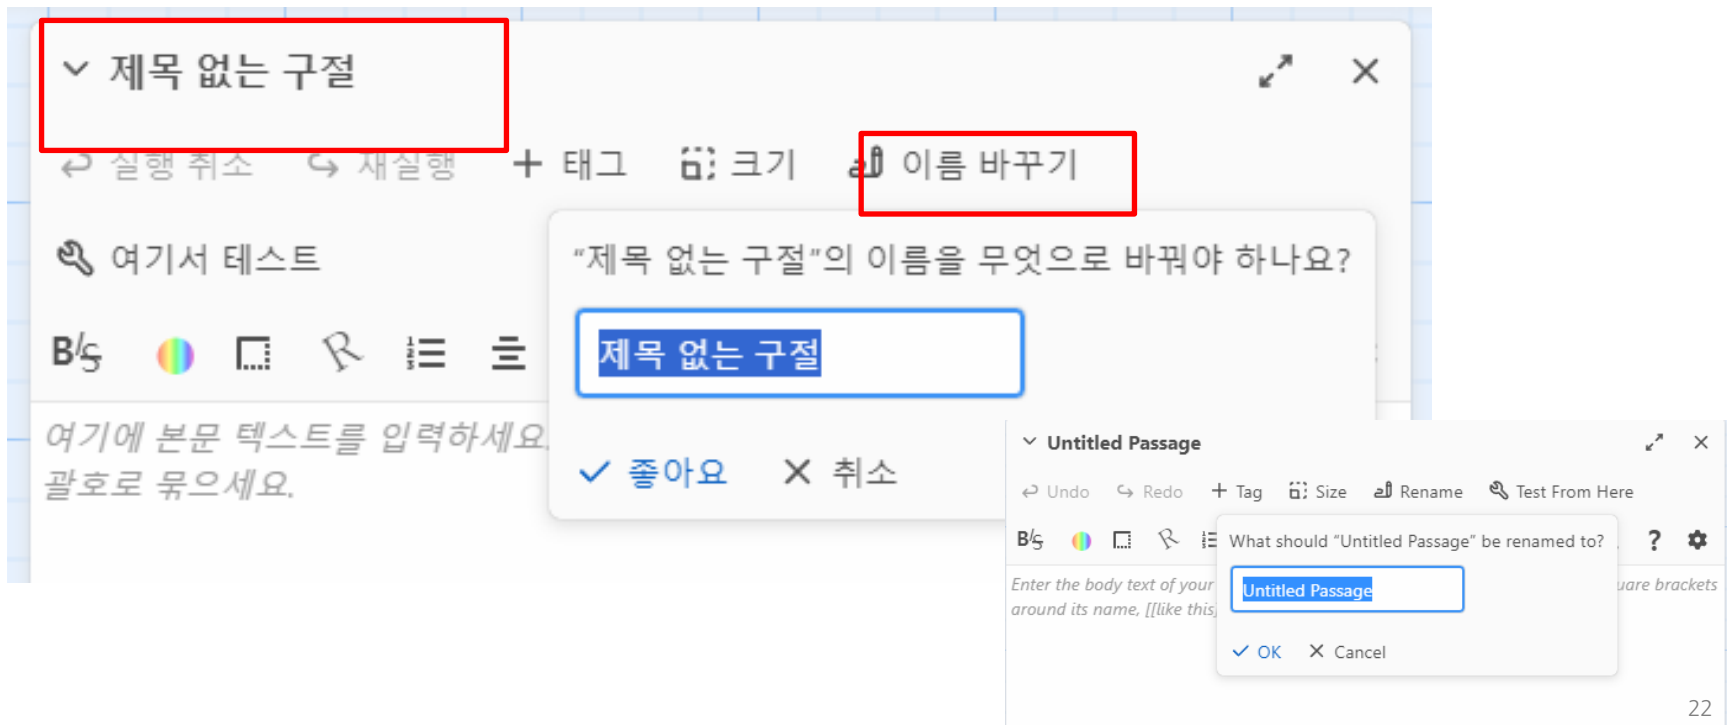 제목 없는 구절
실행 취소 재실행 + 태그 크기 이름 바꾸기
여기서 테스트
“제목 없는 구절”의 이름을 무엇으로 바꿔야 하나요?
제목 없는 구절
여기에 본문 텍스트를 입력하세요.
괄호로 묶으세요.
좋아요 취소
Untitled Passage
Undo Redo + Tag Size Rename Test From Here
What should “Untitled Passage” be renamed to?
Untitled Passage
Enter the body text of your uare brackets
around its name, [[like this]
OK Cancel
22